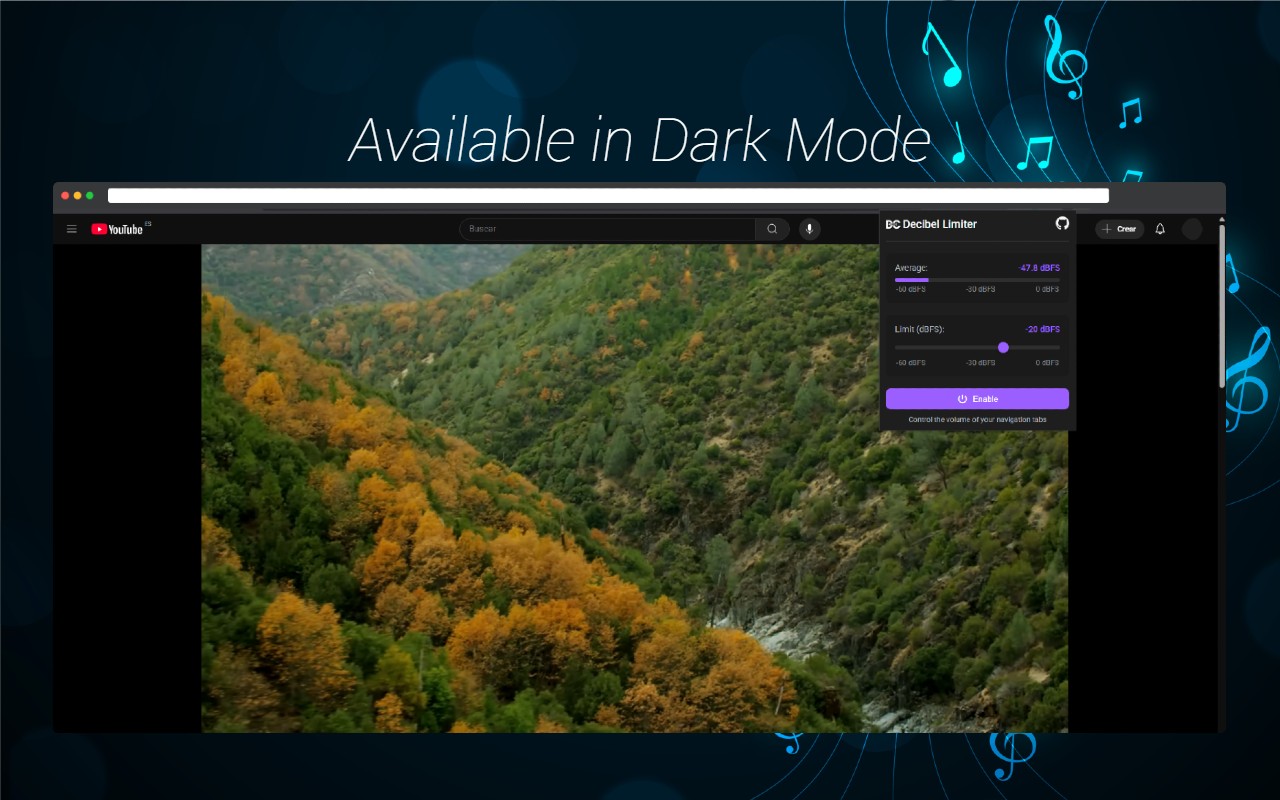 Available in Dark Mode
YouTube ES
Buscar
Crear
DC Decibel Limiter
Average: -47.8 dBFS
-60 dBFS -30 dBFS 0 dBFS
Limit (dBFS): -20 dBFS
-60 dBFS -30 dBFS 0 dBFS
Enable
Control the volume of your navigation tabs